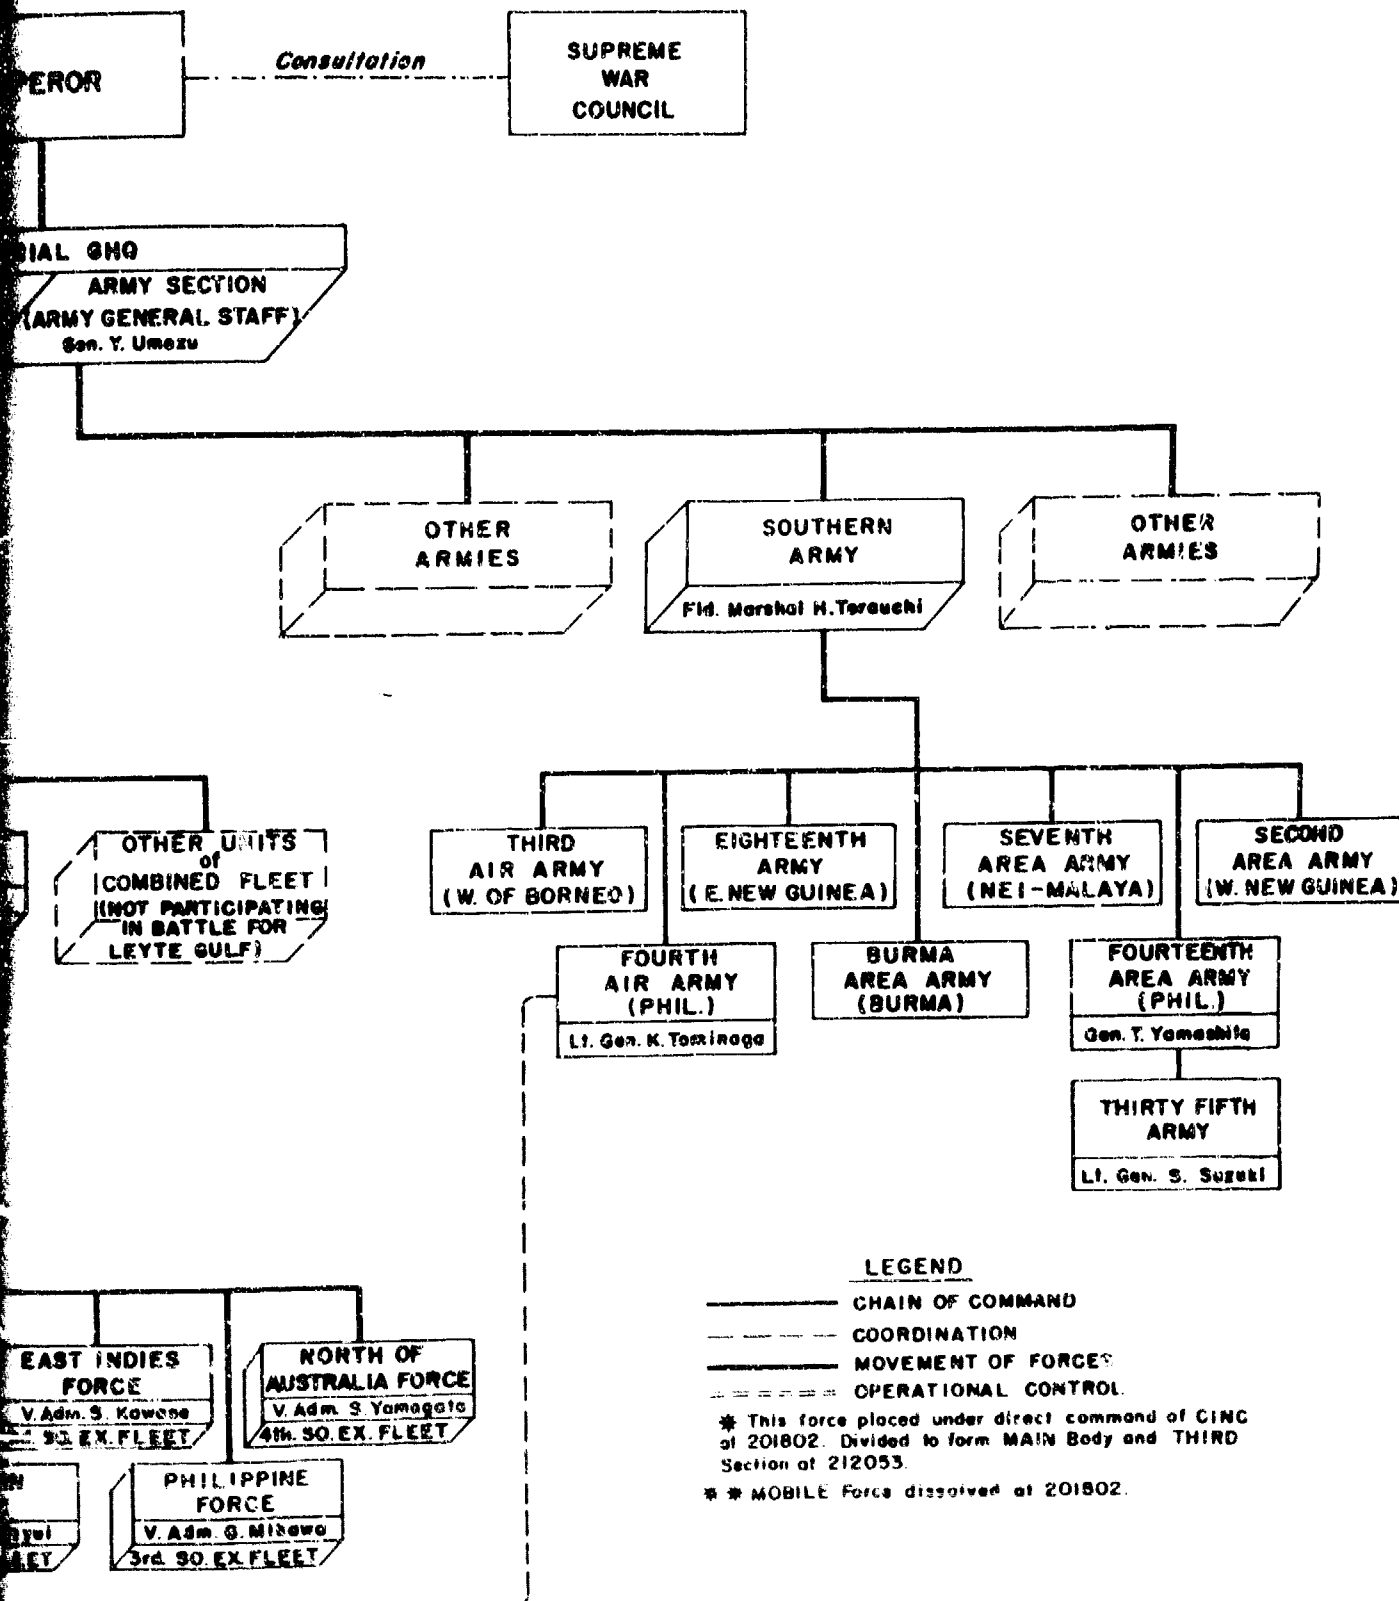 PEROR
Consultation
SUPREME
WAR
COUNCIL
RIAL GHQ
ARMY SECTION
(ARMY GENERAL STAFF)
Gen. Y. Umezu
OTHER
ARMIES
SOUTHERN
ARMY
Fld. Marshal H. Terauchi
OTHER
ARMIES
OTHER UNITS
of
COMBINED FLEET
(NOT PARTICIPATING
IN BATTLE FOR
LEYTE GULF)
THIRD
AIR ARMY
(W. OF BORNEO)
EIGHTEENTH
ARMY
(E. NEW GUINEA)
SEVENTH
AREA ARMY
(NEI-MALAYA)
SECOND
AREA ARMY
(W. NEW GUINEA)
FOURTH
AIR ARMY
(PHIL.)
Lt. Gen. K. Tominaga
BURMA
AREA ARMY
(BURMA)
FOURTEENTH
AREA ARMY
(PHIL.)
Gen. T. Yamashita
THIRTY FIFTH
ARMY
Lt. Gen. S. Suzuki
EAST INDIES
FORCE
V. Adm. S. Kawase
SO. EX. FLEET
NORTH OF
AUSTRALIA FORCE
V. Adm. S. Yamagata
4th. SO. EX. FLEET
PHILIPPINE
FORCE
V. Adm. G. Mikawa
3rd. SO. EX. FLEET
LEGEND
CHAIN OF COMMAND
COORDINATION
MOVEMENT OF FORCES
OPERATIONAL CONTROL
* This force placed under direct command of CINC
at 201802. Divided to form MAIN Body and THIRD
Section at 212053.
* * MOBILE Force dissolved at 201802.